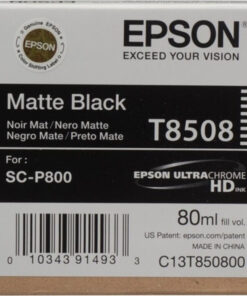 EPSON
EPSON
EXCEED YOUR VISION
Matte Black
Noir Mat / Nero Matte
Negro Mate / Preto Mate
T8508
For :
SC-P800
EPSON ULTRACHROME
HD INK
80ml fill vol.
US Patent: epson.com/patent
MADE IN CHINA
0 10343 91493 3
C13T850800